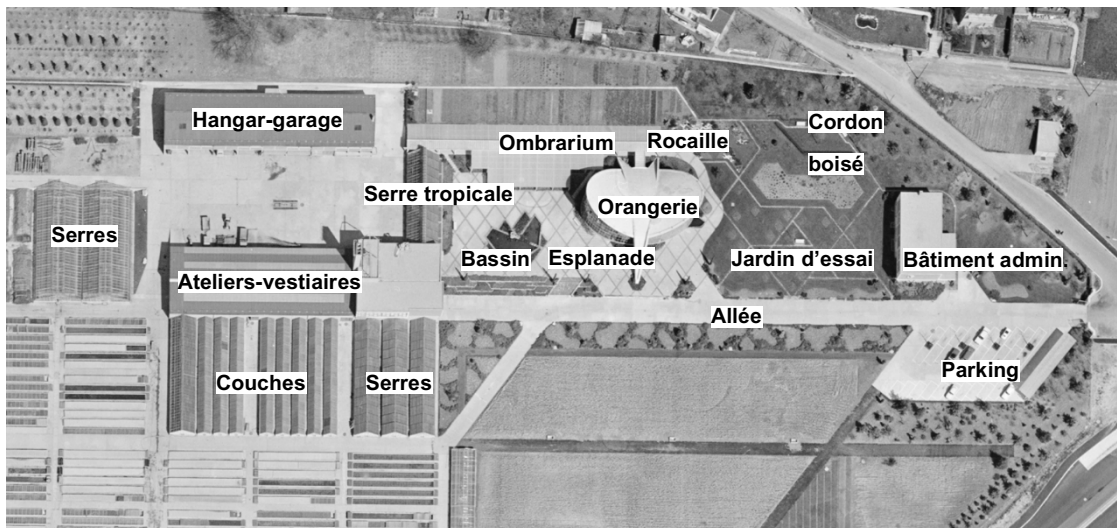 Hangar-garage
Ombrarium
Rocaille
Cordon
boisé
Serre tropicale
Orangerie
Serres
Bassin
Esplanade
Jardin d’essai
Bâtiment admin.
Ateliers-vestiaires
Allée
Couches
Serres
Parking